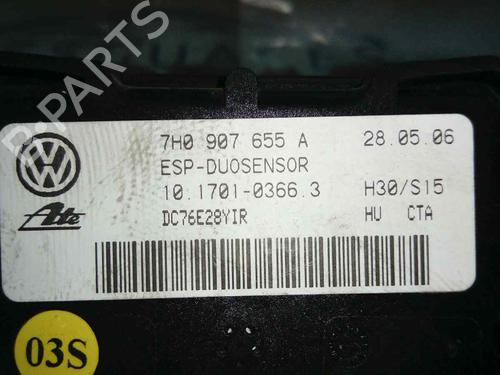 7H0 907 655 A 28.05.06
ESP-DUOSENSOR
10.1701-0366.3 H30/S15
DC76E28YIR HV CTA
Ate
03S
B-PARTS